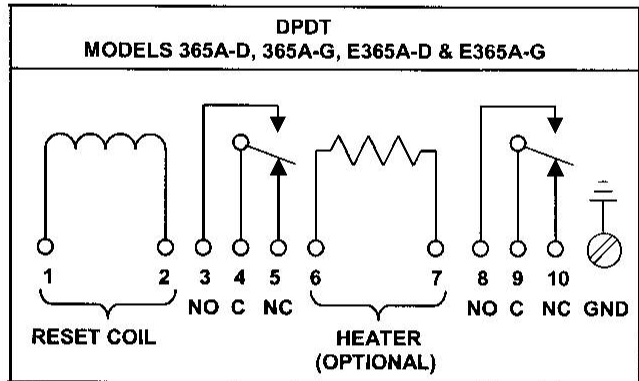 DPDT
MODELS 365A-D, 365A-G, E365A-D & E365A-G
1 2 3 4 5 6 7 8 9 10
NO C NC NO C NC GND
RESET COIL HEATER
(OPTIONAL)